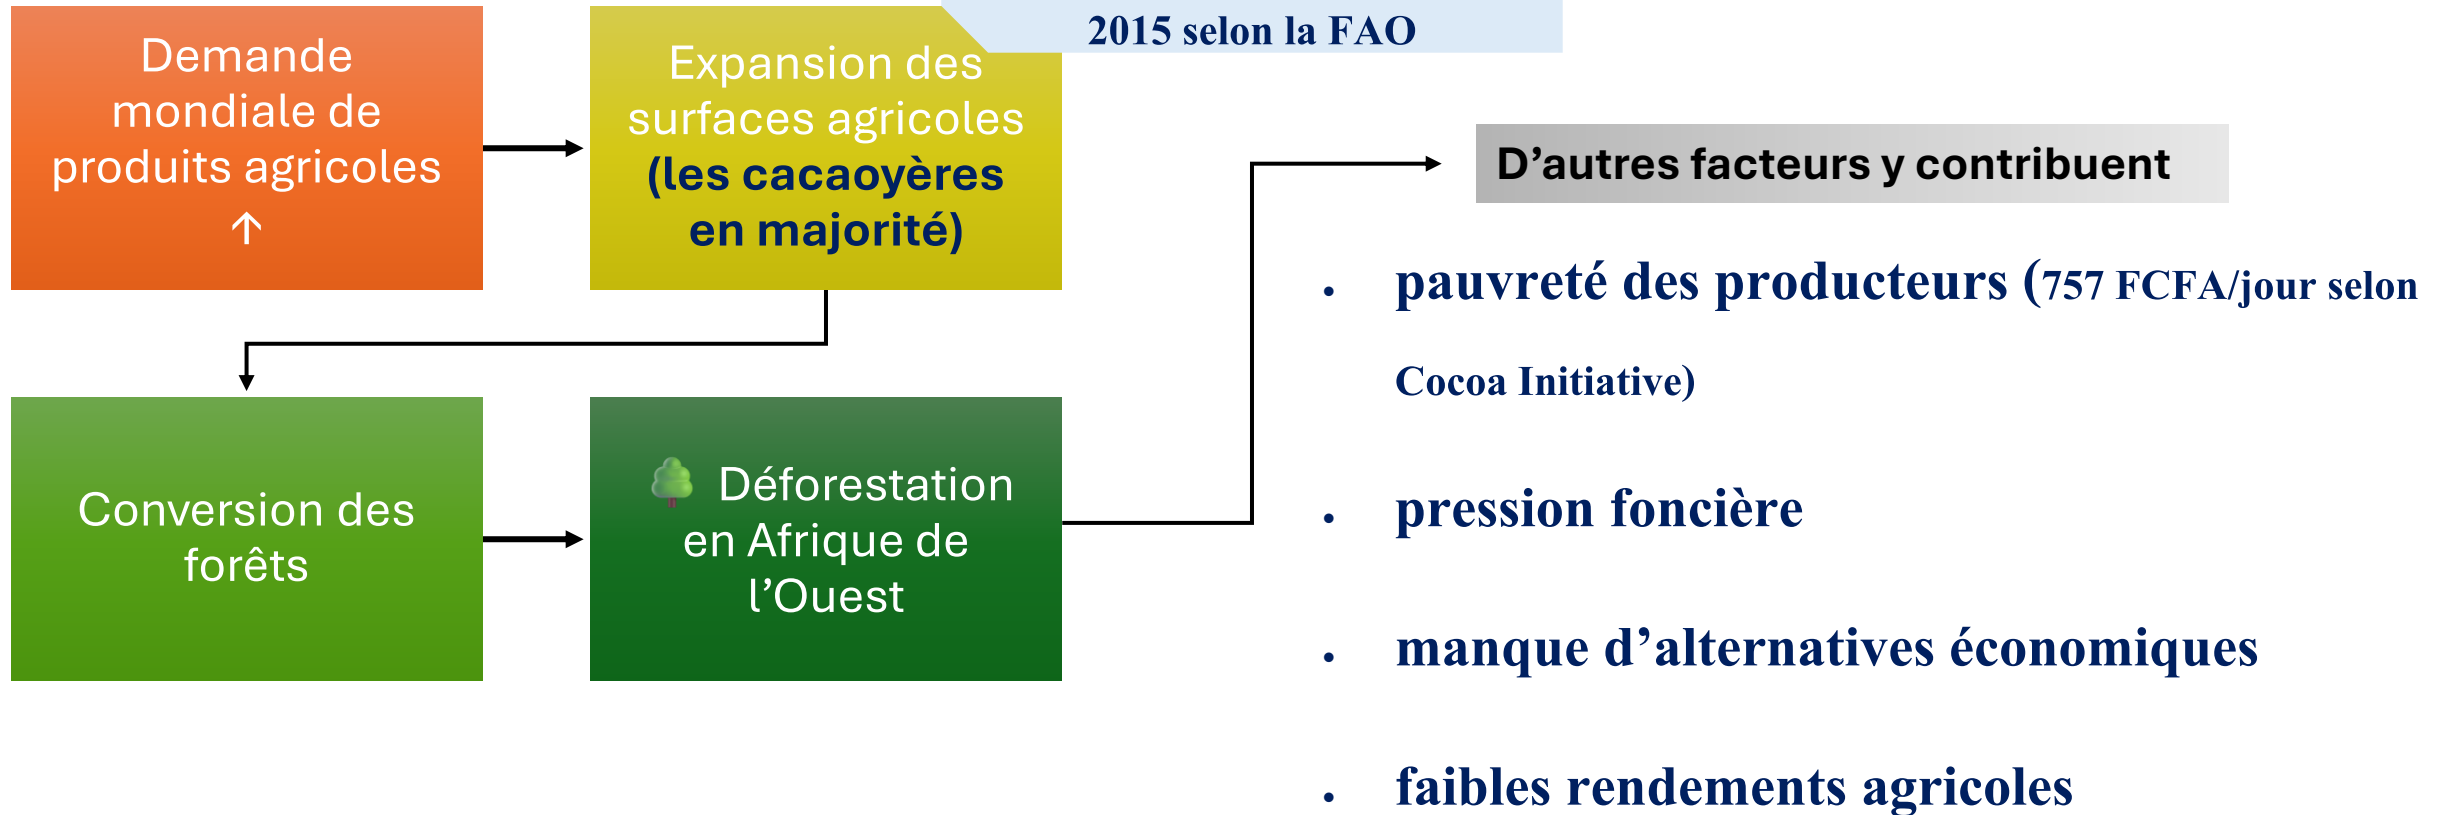 2015 selon la FAO
Demande
mondiale de
produits agricoles
↑
Expansion des
surfaces agricoles
(les cacaoyères
en majorité)
Conversion des
forêts
Déforestation
en Afrique de
l’Ouest
D’autres facteurs y contribuent
• pauvreté des producteurs (757 FCFA/jour selon
Cocoa Initiative)
• pression foncière
• manque d’alternatives économiques
• faibles rendements agricoles